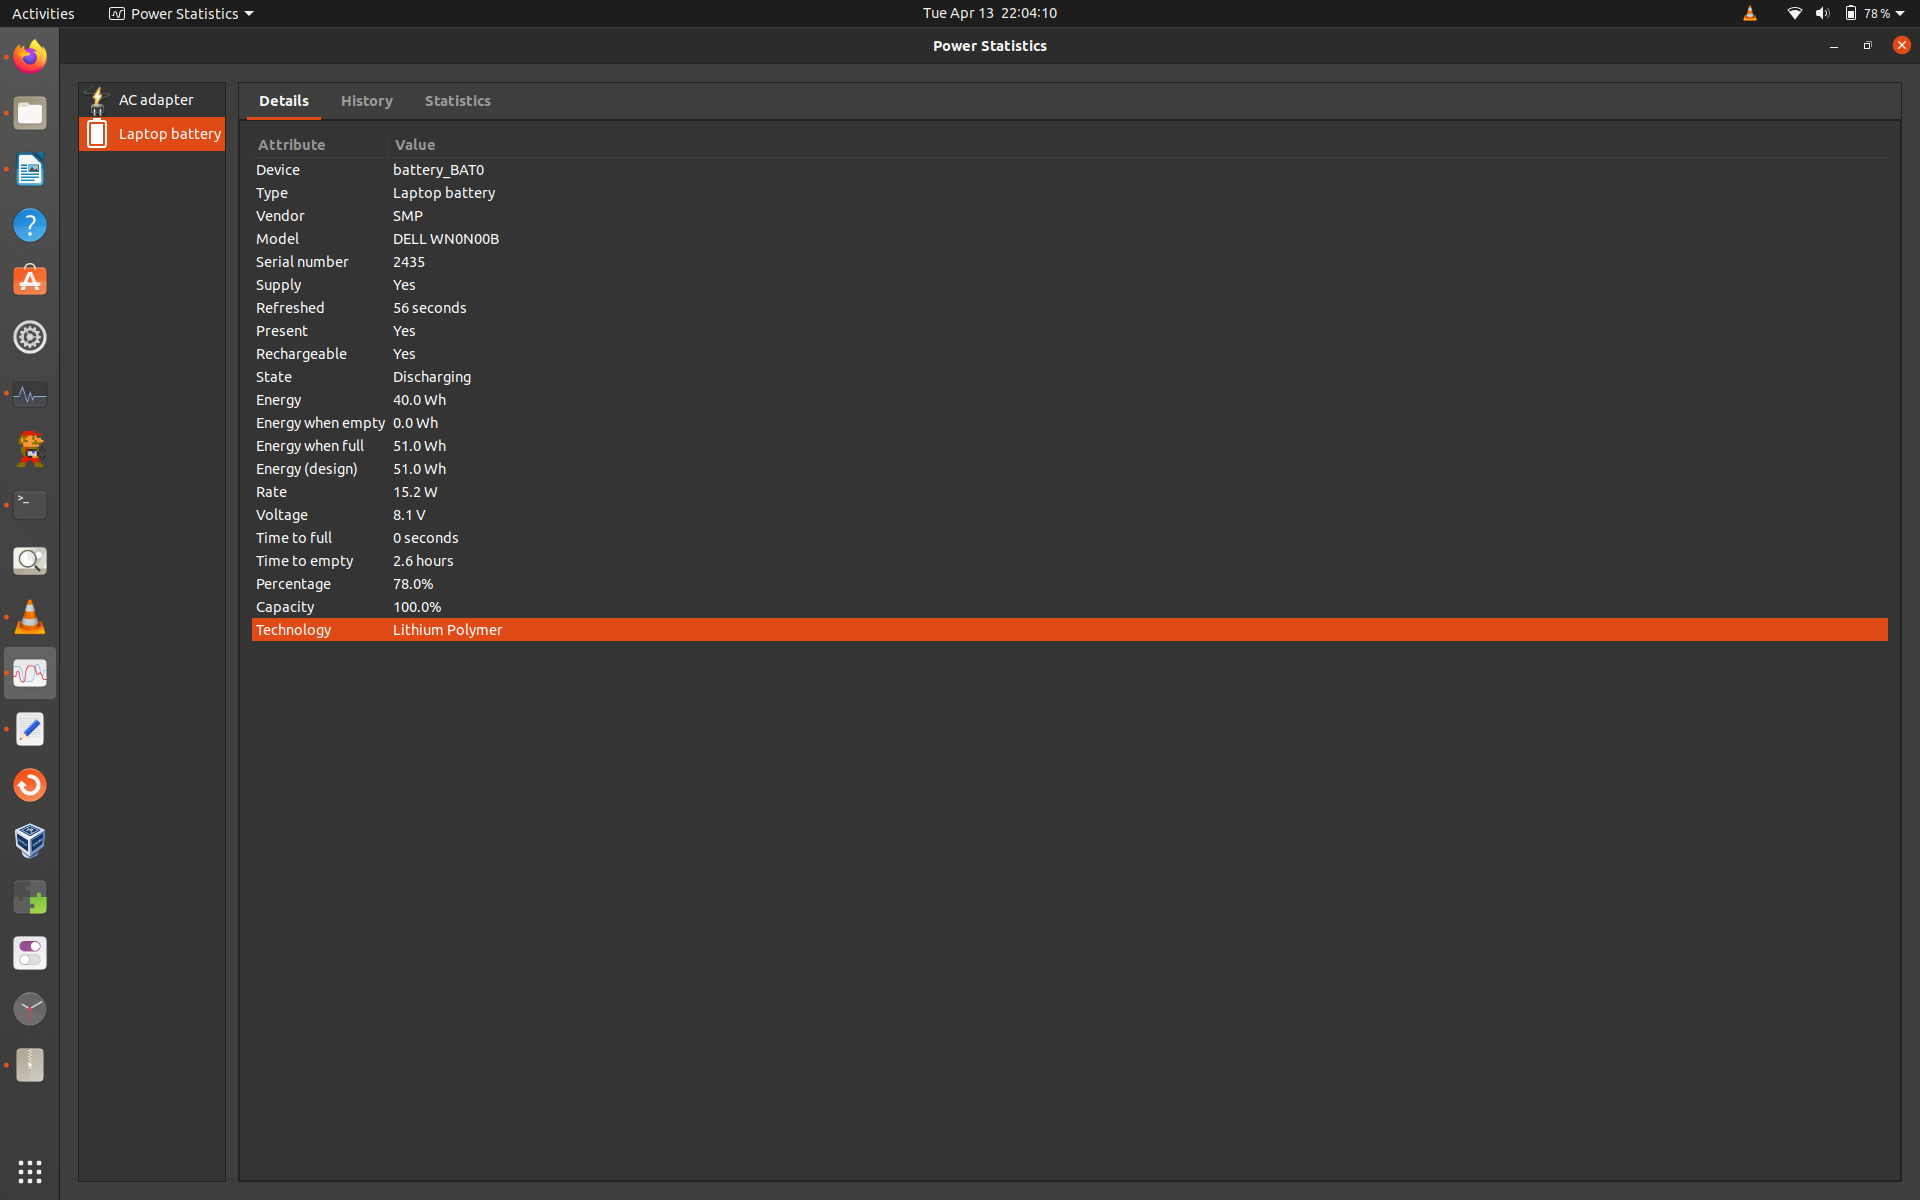 Activities Power Statistics Tue Apr 13 22:04:10 78 %
Power Statistics
AC adapter
Laptop battery
Details History Statistics
Attribute Value
Device battery_BAT0
Type Laptop battery
Vendor SMP
Model DELL WN0N00B
Serial number 2435
Supply Yes
Refreshed 56 seconds
Present Yes
Rechargeable Yes
State Discharging
Energy 40.0 Wh
Energy when empty 0.0 Wh
Energy when full 51.0 Wh
Energy (design) 51.0 Wh
Rate 15.2 W
Voltage 8.1 V
Time to full 0 seconds
Time to empty 2.6 hours
Percentage 78.0%
Capacity 100.0%
Technology Lithium Polymer